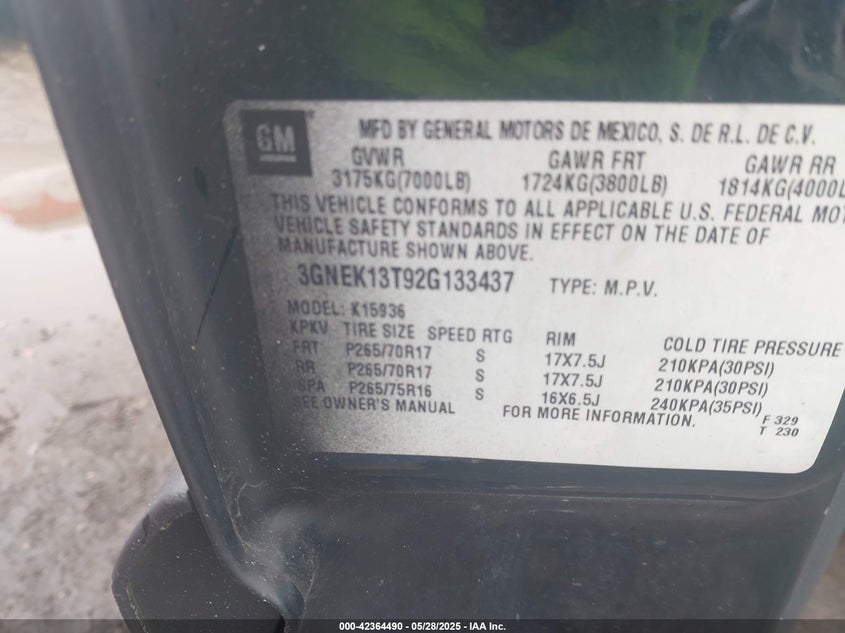 GM
MFD BY GENERAL MOTORS DE MEXICO, S. DE R.L. DE C.V.
GVWR GAWR FRT GAWR RR
3175KG(7000LB) 1724KG(3800LB) 1814KG(4000L
THIS VEHICLE CONFORMS TO ALL APPLICABLE U.S. FEDERAL MOT
VEHICLE SAFETY STANDARDS IN EFFECT ON THE DATE OF
MANUFACTURE SHOWN ABOVE.
3GNEK13T92G133437 TYPE: M.P.V.
MODEL: K15936
KPKV TIRE SIZE SPEED RTG RIM COLD TIRE PRESSURE
FRT P265/70R17 S 17X7.5J 210KPA(30PSI)
RR P265/70R17 S 17X7.5J 210KPA(30PSI)
SPA P265/75R16 S 16X6.5J 240KPA(35PSI)
SEE OWNER'S MANUAL FOR MORE INFORMATION.
F 329
T 230
000-42364490 - 05/28/2025 - IAA Inc.